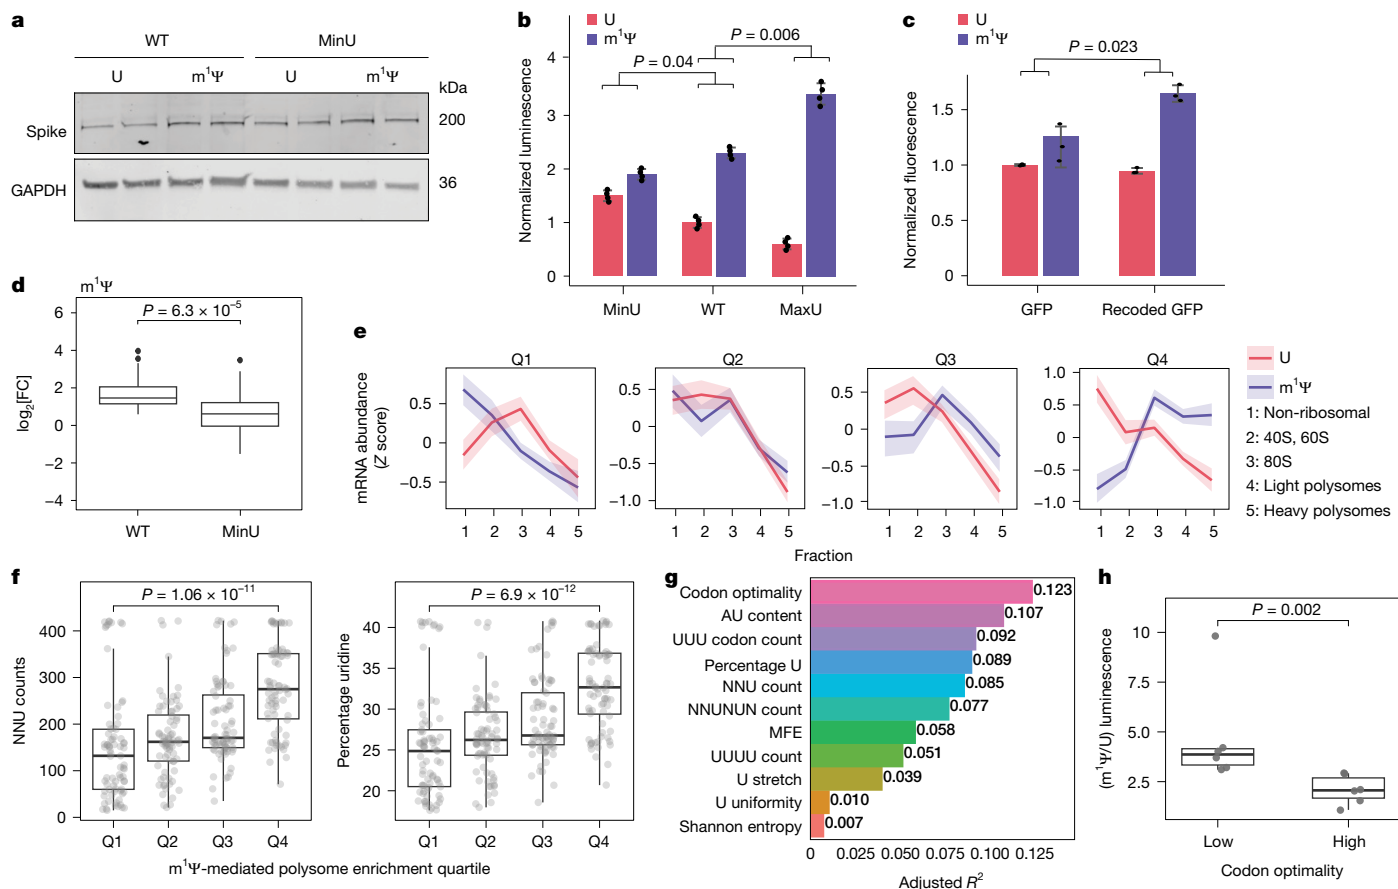 a
WT
MinU
U
m¹Ψ
U
m¹Ψ
kDa
Spike
200
GAPDH
36
b
U
m¹Ψ
P = 0.006
P = 0.04
Normalized luminescence
4
3
2
1
0
MinU
WT
MaxU
c
U
m¹Ψ
P = 0.023
Normalized fluorescence
1.5
1.0
0.5
0
GFP
Recoded GFP
d
m¹Ψ
P = 6.3 × 10⁻⁵
log₂[FC]
6
4
2
0
−2
−4
WT
MinU
e
mRNA abundance
(Z score)
Q1
0.5
0
−0.5
1 2 3 4 5
Q2
0.5
0
−0.5
−1.0
1 2 3 4 5
Q3
0.5
0
−0.5
−1.0
1 2 3 4 5
Q4
1.0
0.5
0
−0.5
−1.0
1 2 3 4 5
Fraction
U
m¹Ψ
1: Non-ribosomal
2: 40S, 60S
3: 80S
4: Light polysomes
5: Heavy polysomes
f
P = 1.06 × 10⁻¹¹
NNU counts
400
300
200
100
0
Q1 Q2 Q3 Q4
P = 6.9 × 10⁻¹²
Percentage uridine
40
35
30
25
20
Q1 Q2 Q3 Q4
m¹Ψ-mediated polysome enrichment quartile
g
Codon optimality 0.123
AU content 0.107
UUU codon count 0.092
Percentage U 0.089
NNU count 0.085
NNUNUN count 0.077
MFE 0.058
UUUU count 0.051
U stretch 0.039
U uniformity 0.010
Shannon entropy 0.007
0 0.025 0.075 0.100 0.125
Adjusted R²
h
P = 0.002
(m¹Ψ/U) luminescence
10
7.5
5.0
2.5
Low
High
Codon optimality